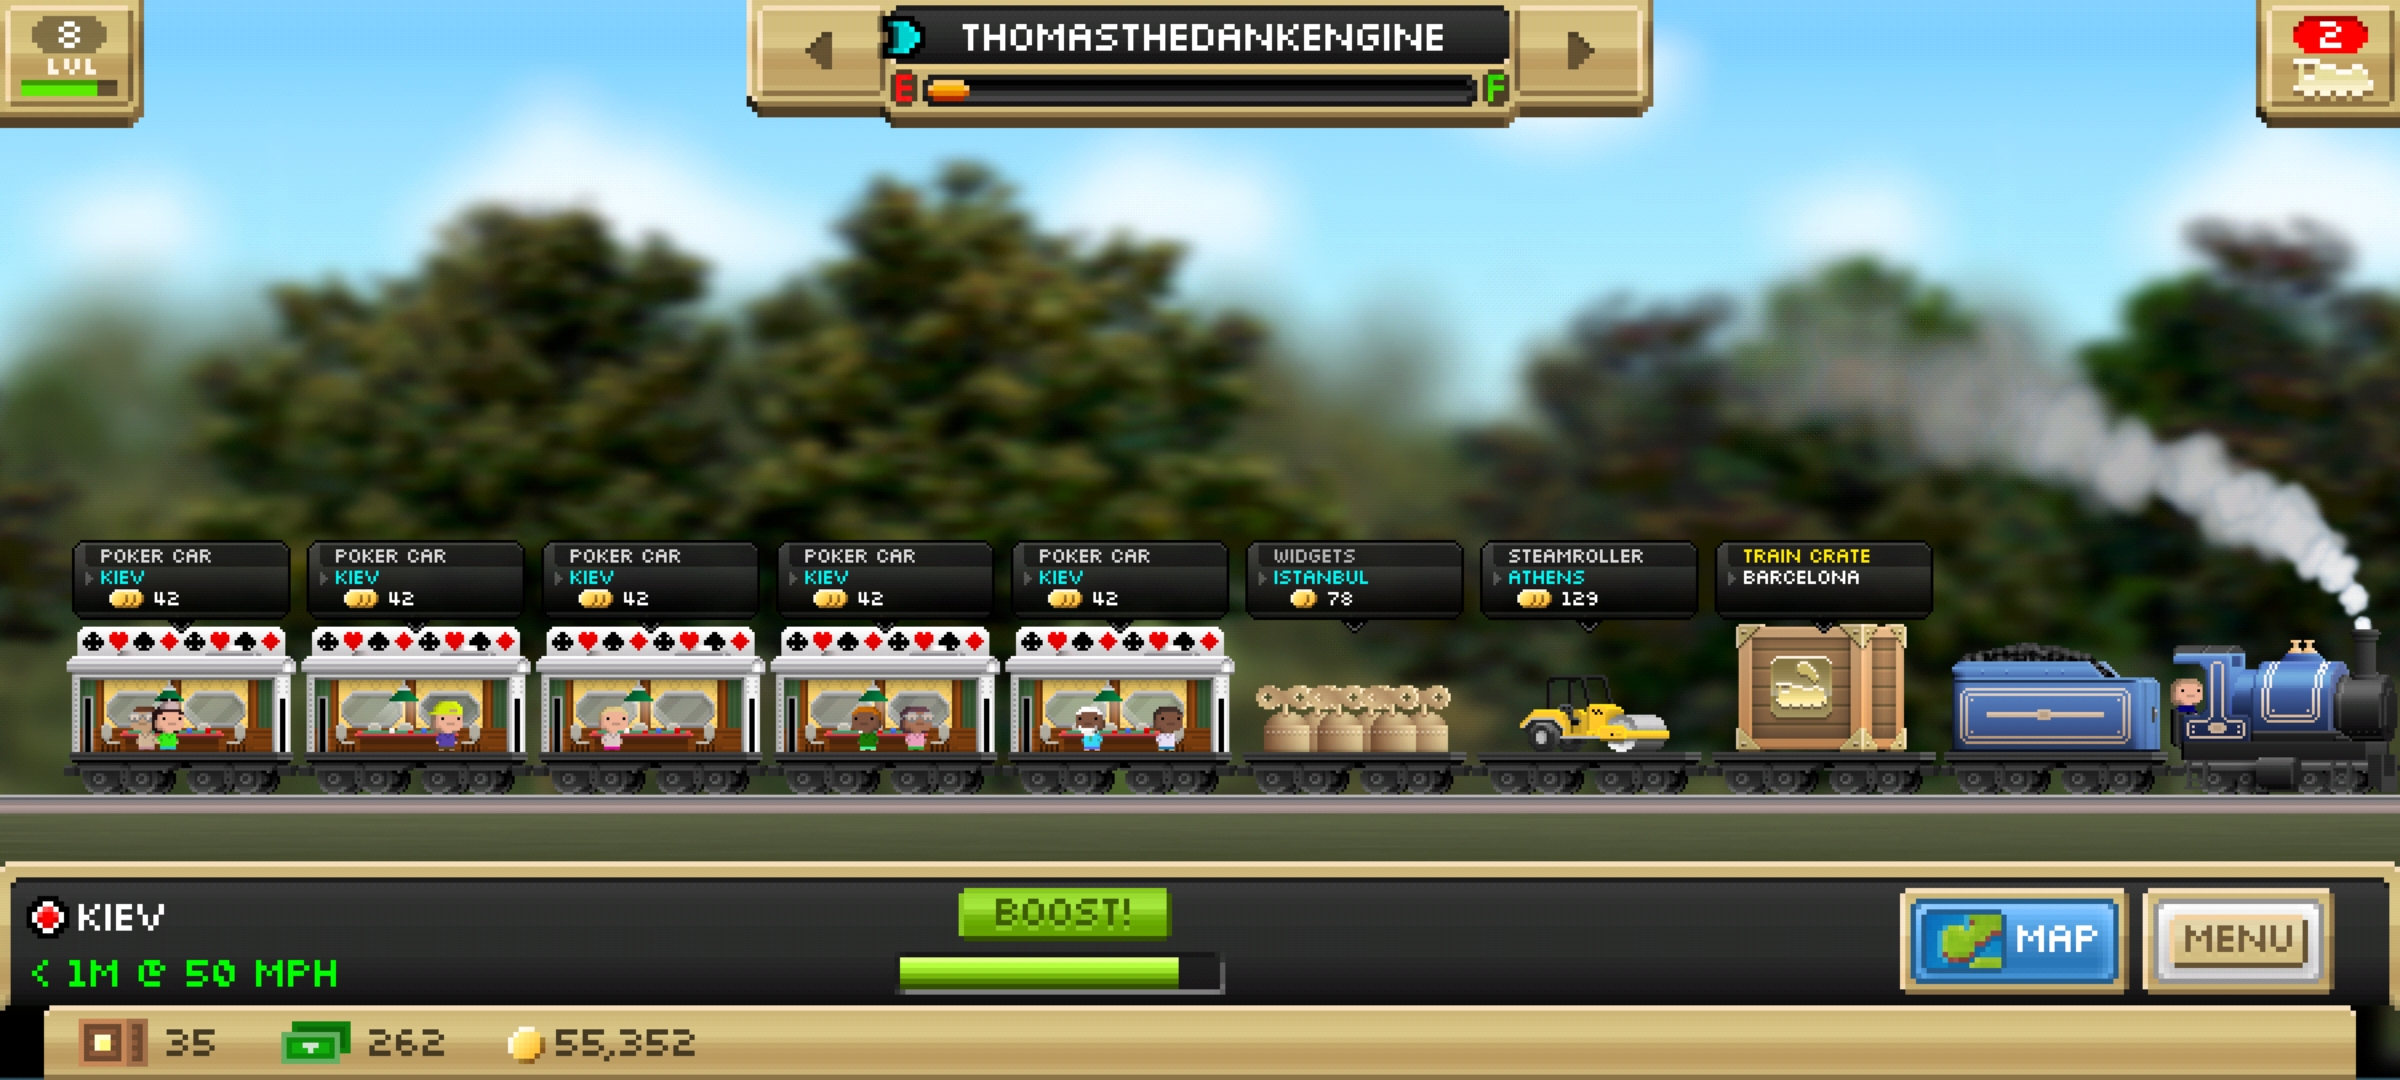 8
LVL
THOMASTHEDANKENGINE
E
F
2
POKER CAR
KIEV
42
POKER CAR
KIEV
42
POKER CAR
KIEV
42
POKER CAR
KIEV
42
POKER CAR
KIEV
42
WIDGETS
ISTANBUL
78
STEAMROLLER
ATHENS
129
TRAIN CRATE
BARCELONA
KIEV
< 1M @ 50 MPH
BOOST!
MAP
MENU
35
262
55,352